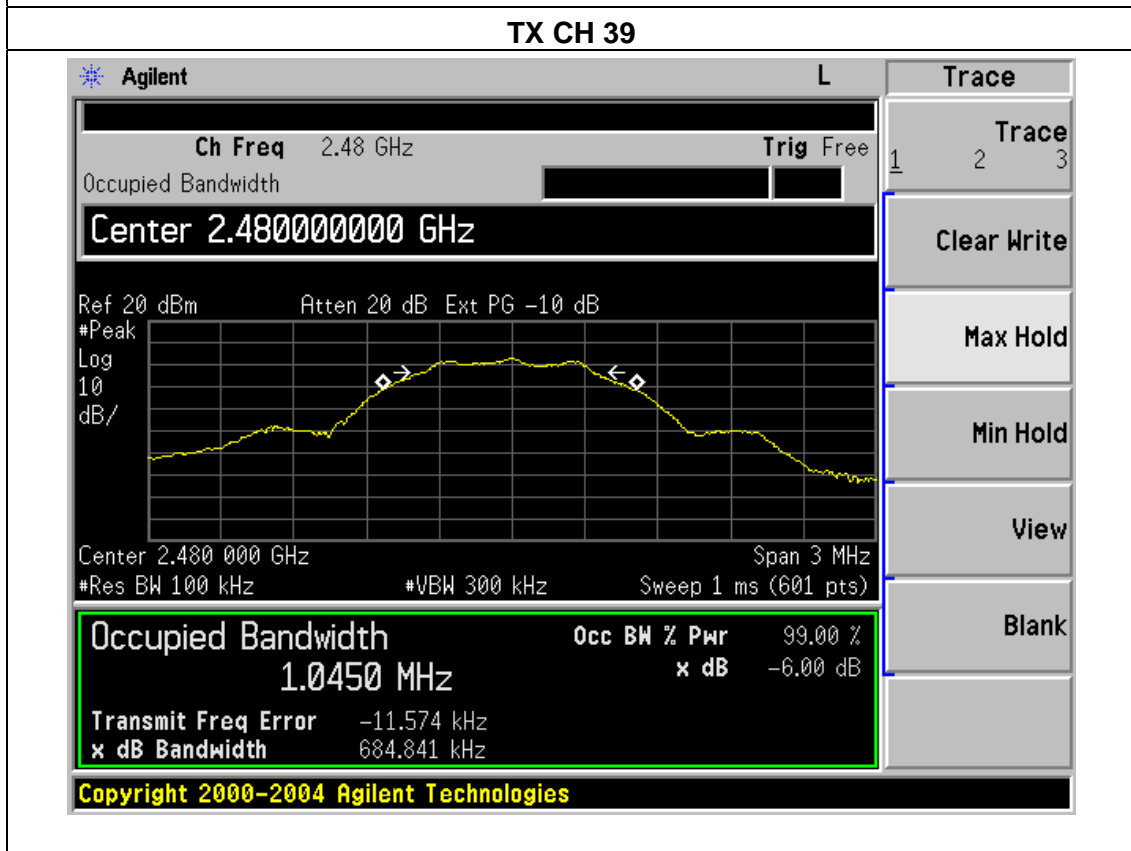 TX CH 39
Agilent L Trace
Ch Freq 2.48 GHz Trig Free
Occupied Bandwidth
Center 2.480000000 GHz
Ref 20 dBm Atten 20 dB Ext PG -10 dB
#Peak
Log
10
dB/
Center 2.480 000 GHz Span 3 MHz
#Res BW 100 kHz #VBW 300 kHz Sweep 1 ms (601 pts)
Occupied Bandwidth Occ BW % Pwr 99.00 %
1.0450 MHz x dB -6.00 dB
Transmit Freq Error -11.574 kHz
x dB Bandwidth 684.841 kHz
Trace
1 2 3
Clear Write
Max Hold
Min Hold
View
Blank
Copyright 2000-2004 Agilent Technologies